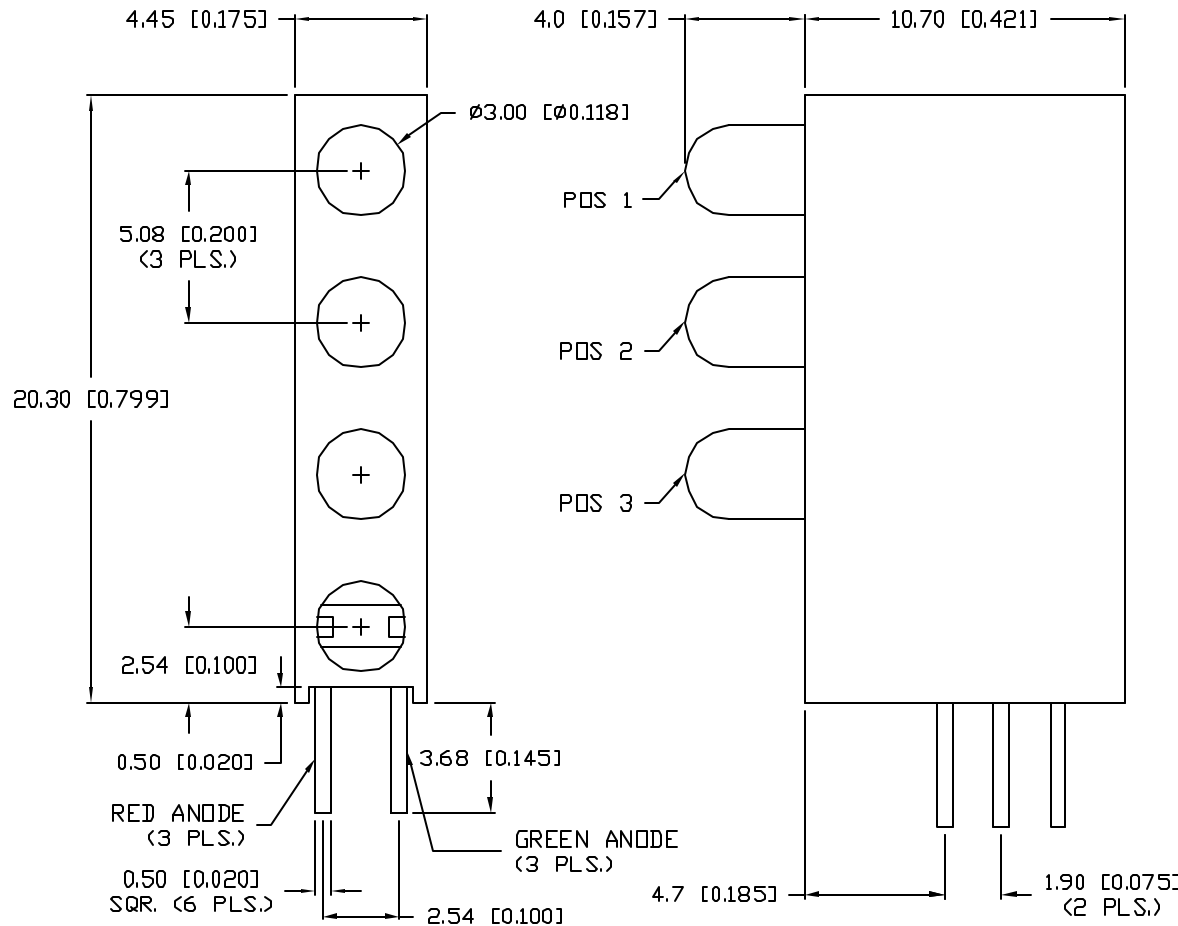 4.45 [0.175]
4.0 [0.157]
10.70 [0.421]
Ø3.00 [Ø0.118]
POS 1
5.08 [0.200]
(3 PLS.)
POS 2
20.30 [0.799]
POS 3
2.54 [0.100]
0.50 [0.020]
3.68 [0.145]
RED ANODE
(3 PLS.)
GREEN ANODE
(3 PLS.)
0.50 [0.020]
SQR. (6 PLS.)
2.54 [0.100]
4.7 [0.185]
1.90 [0.075]
(2 PLS.)